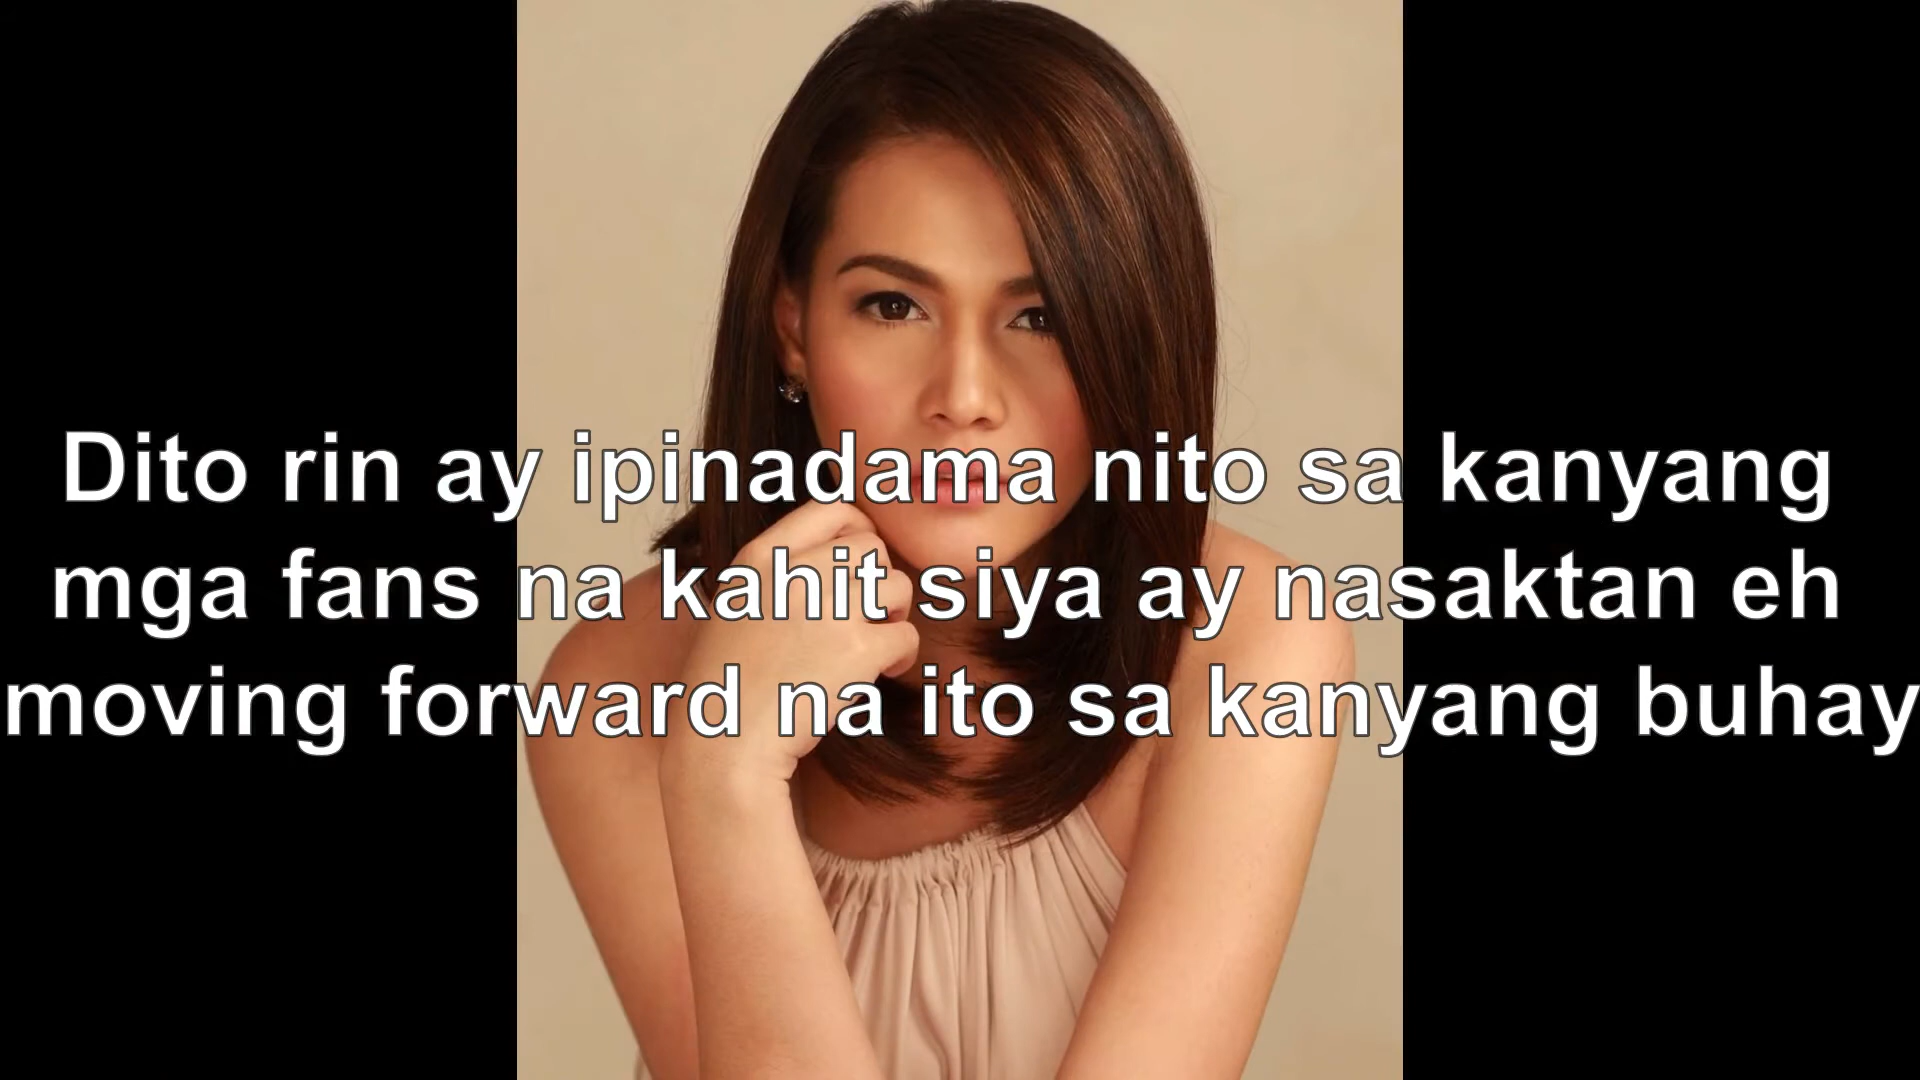 Dito rin ay ipinadama nito sa kanyang
mga fans na kahit siya ay nasaktan eh
moving forward na ito sa kanyang buhay